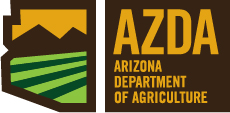 AZDA
ARIZONA
DEPARTMENT
OF AGRICULTURE